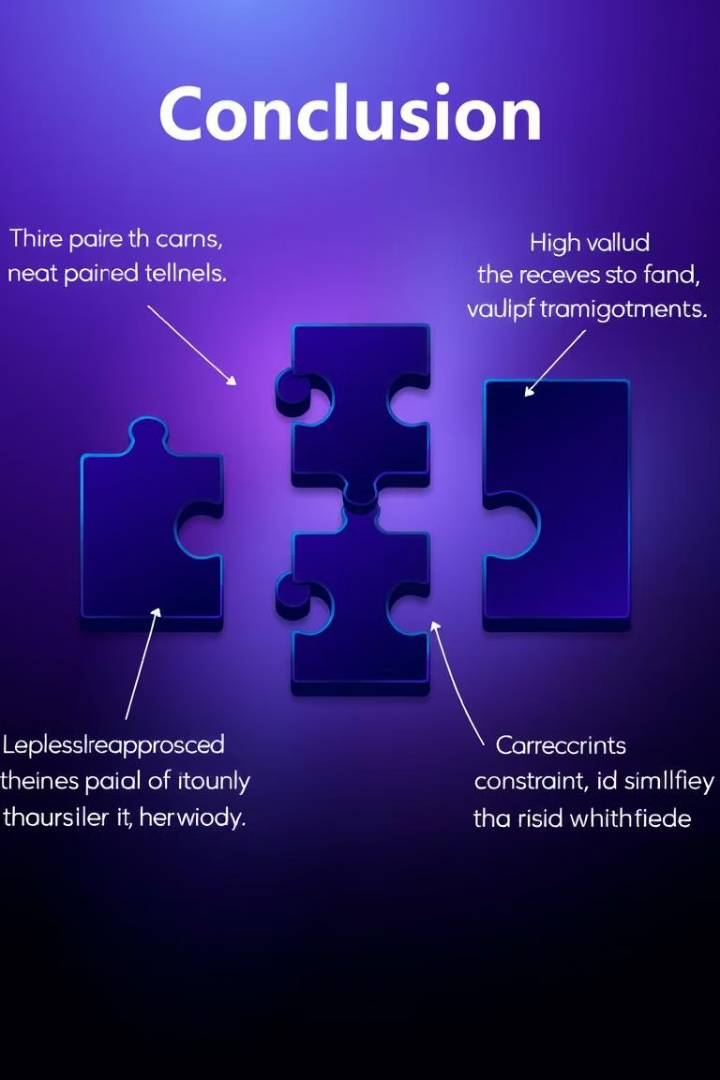 Conclusion
Thire paire th carns,
neat paired tellnels.
High vallud
the receves sto fand,
vaulipf tramigotments.
Leplesslreapprosced
theines paial of itounly
thoursiler it, herwiody.
Carreccrints
constraint, id simllfiey
tha risid whithfiede